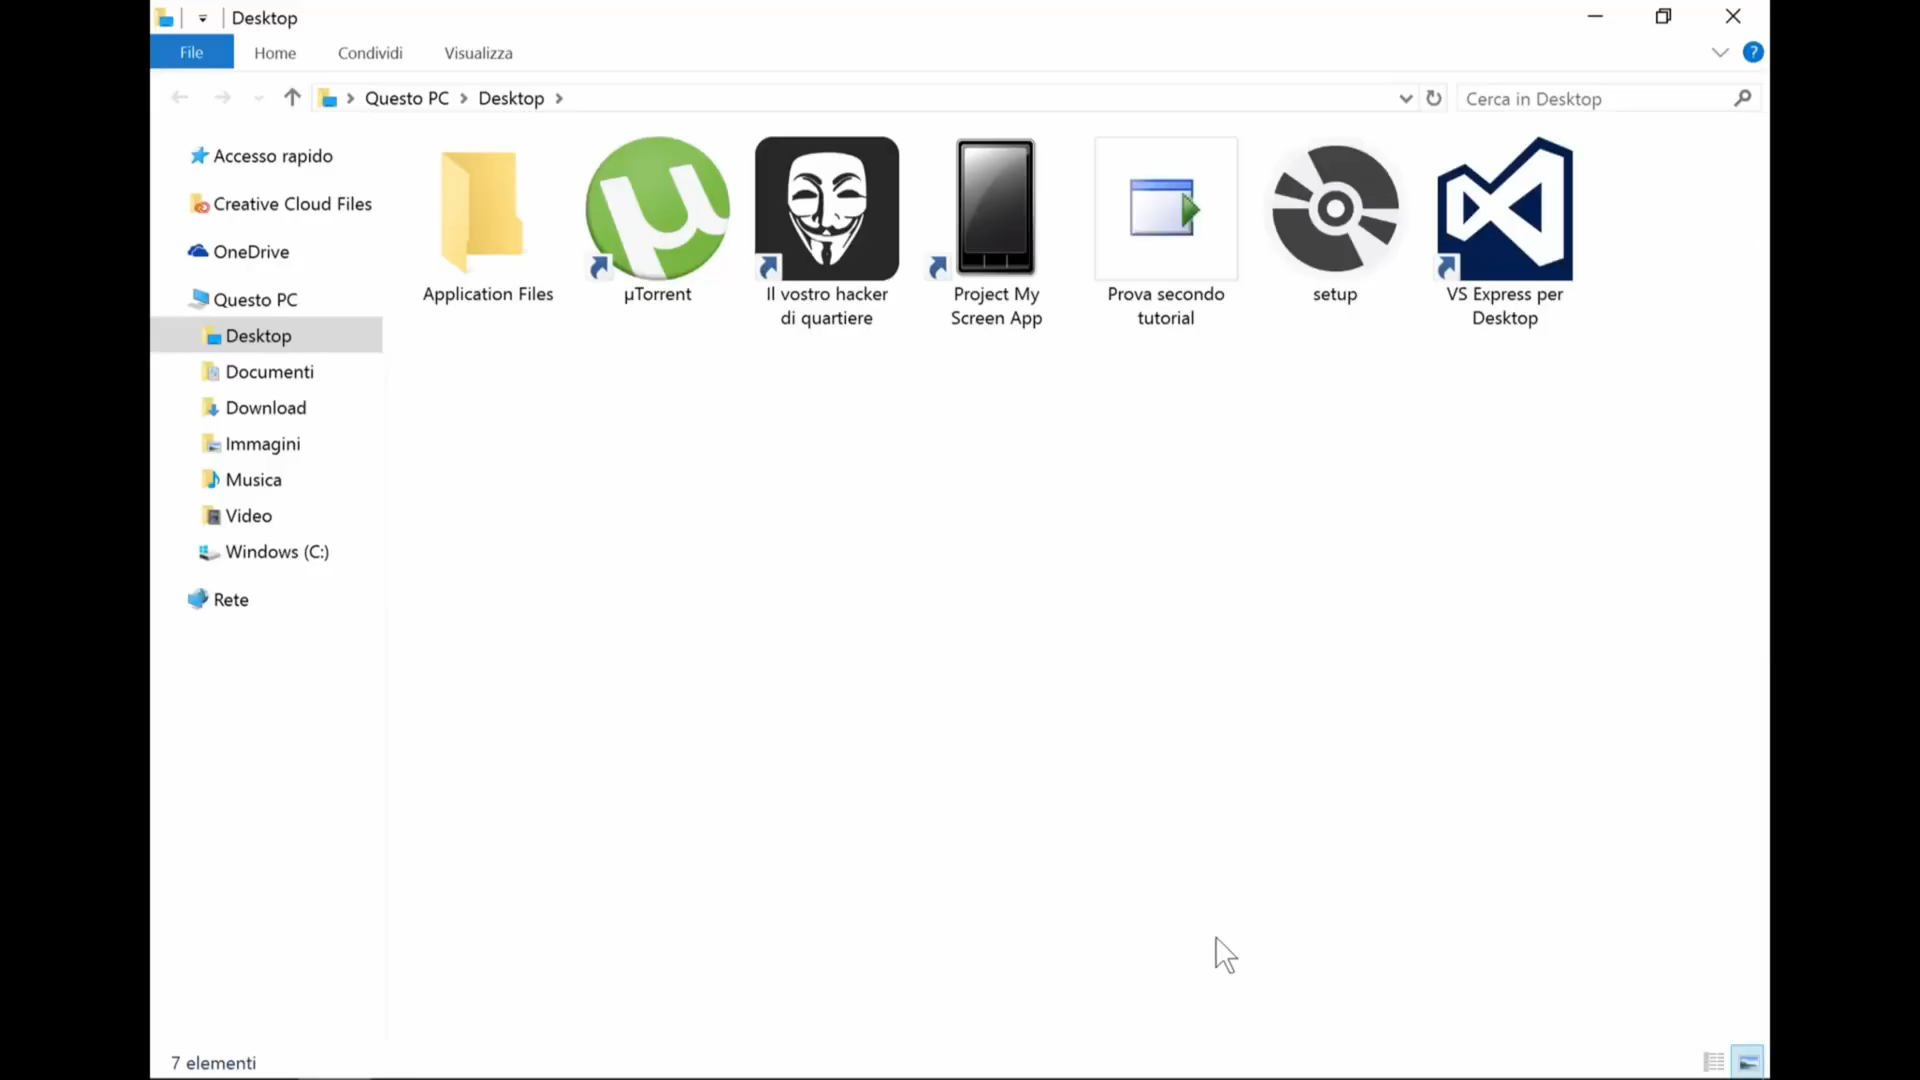 Desktop
File Home Condividi Visualizza ?
Questo PC Desktop Cerca in Desktop
Accesso rapido
Creative Cloud Files
OneDrive
Questo PC
Desktop
Documenti
Download
Immagini
Musica
Video
Windows (C:)
Rete
Application Files
µTorrent
Il vostro hacker
di quartiere
Project My
Screen App
Prova secondo
tutorial
setup
VS Express per
Desktop
7 elementi